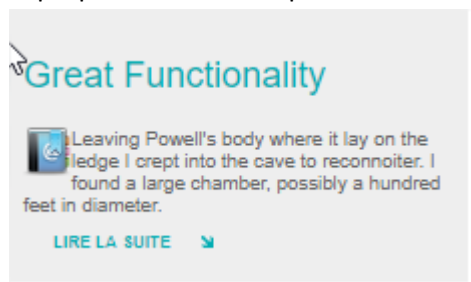 Great Functionality
Leaving Powell's body where it lay on the
ledge I crept into the cave to reconnoiter. I
found a large chamber, possibly a hundred
feet in diameter.
LIRE LA SUITE